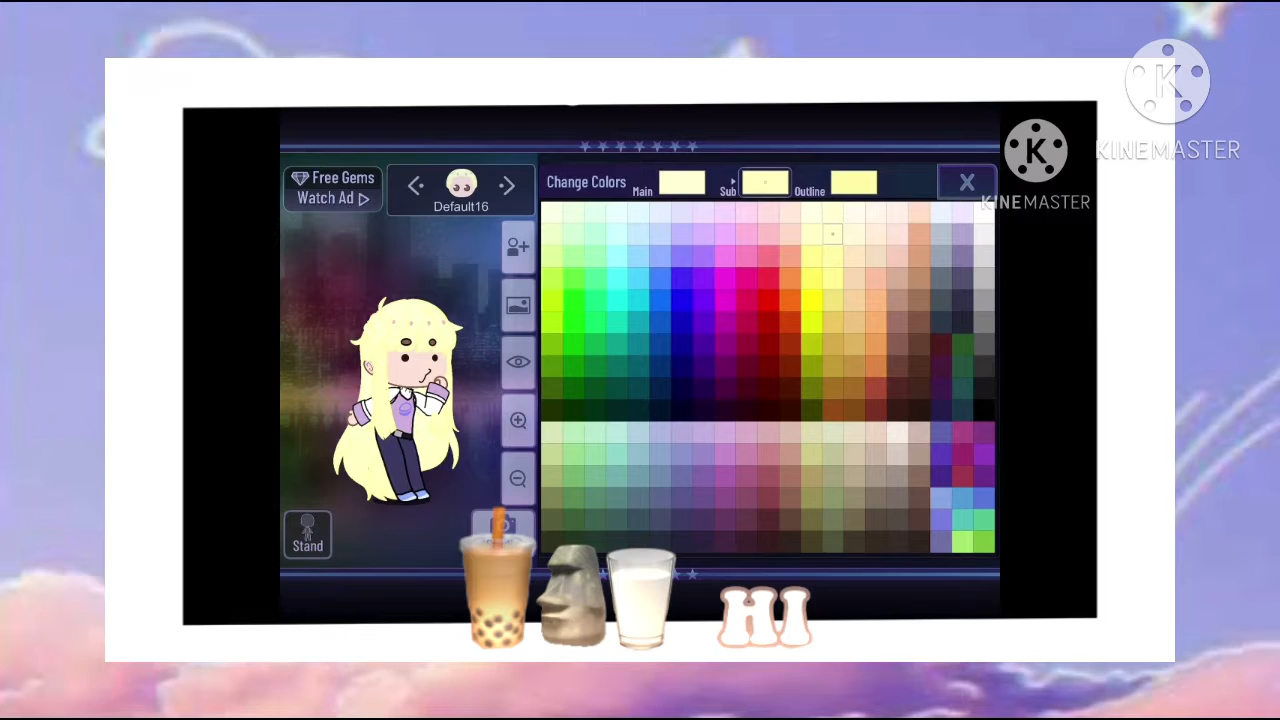 K
KINEMASTER
K
KINEMASTER
Free Gems
Watch Ad
Default16
Change Colors Main Sub Outline X
Stand
HI